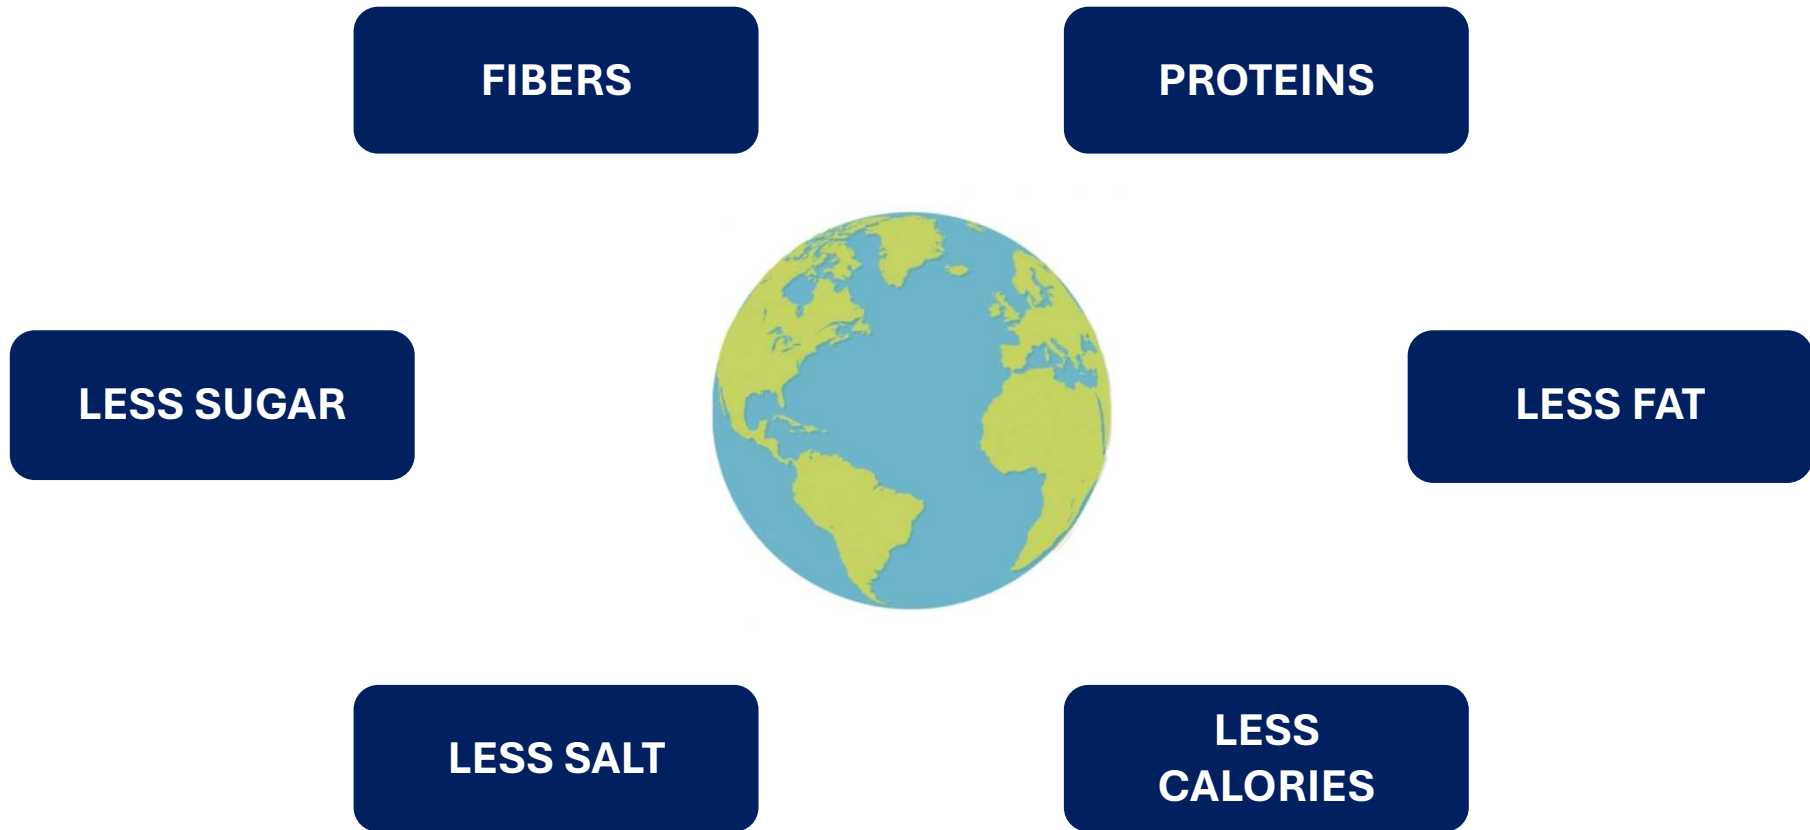 FIBERS
PROTEINS
LESS SUGAR
LESS FAT
LESS SALT
LESS
CALORIES